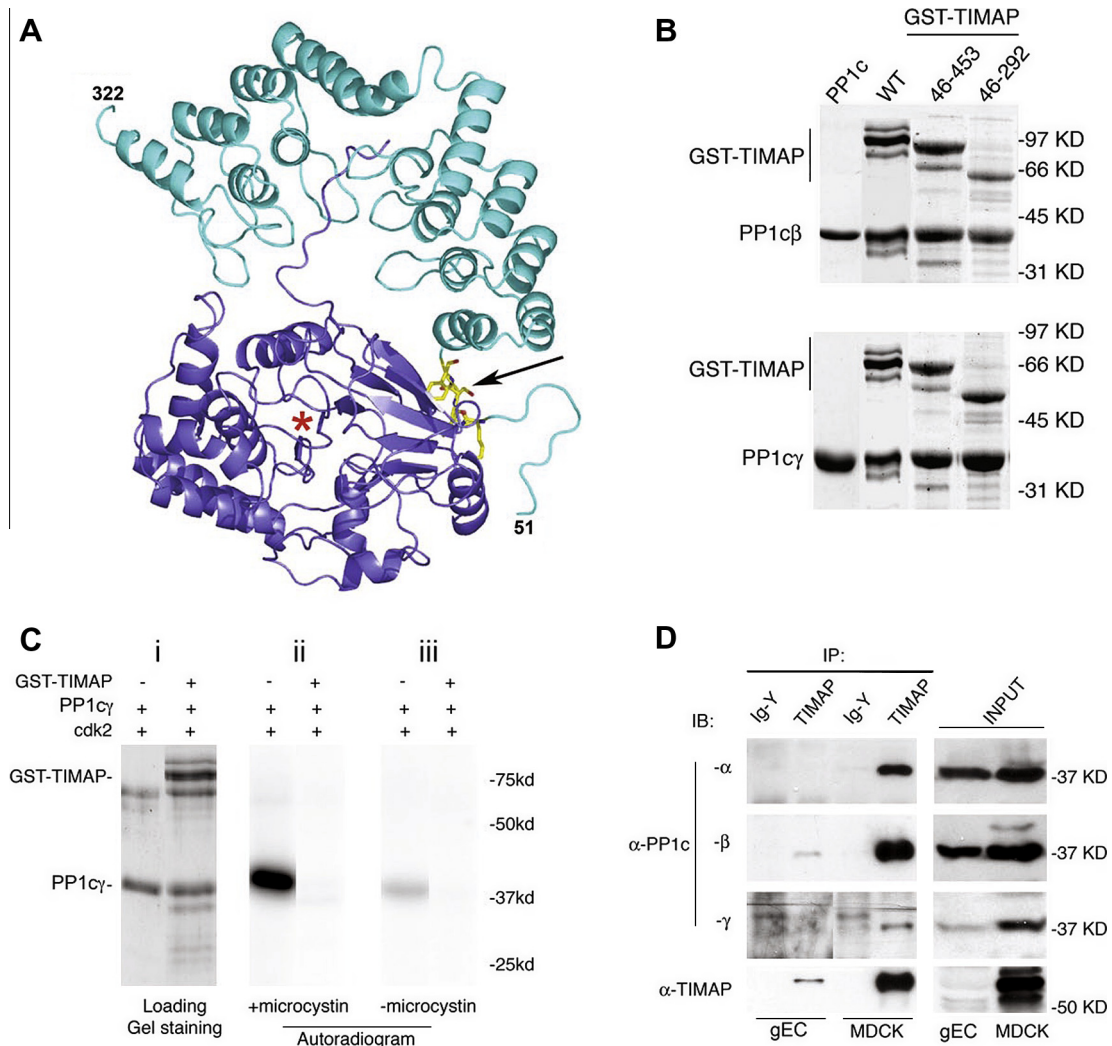 A
322
51
*
B
GST-TIMAP
PP1c
WT
46-453
46-292
GST-TIMAP
PP1cβ
-97 KD
-66 KD
-45 KD
-31 KD
GST-TIMAP
PP1cγ
-97 KD
-66 KD
-45 KD
-31 KD
C
i ii iii
GST-TIMAP - + - + - +
PP1cγ + + + + + +
cdk2 + + + + + +
GST-TIMAP-
PP1cγ-
-75kd
-50kd
-37kd
-25kd
Loading
Gel staining
+microcystin -microcystin
Autoradiogram
D
IP:
IB:
Ig-Y
TIMAP
Ig-Y
TIMAP
INPUT
α-PP1c
-α
-β
-γ
-37 KD
-37 KD
-37 KD
α-TIMAP
-50 KD
gEC MDCK gEC MDCK